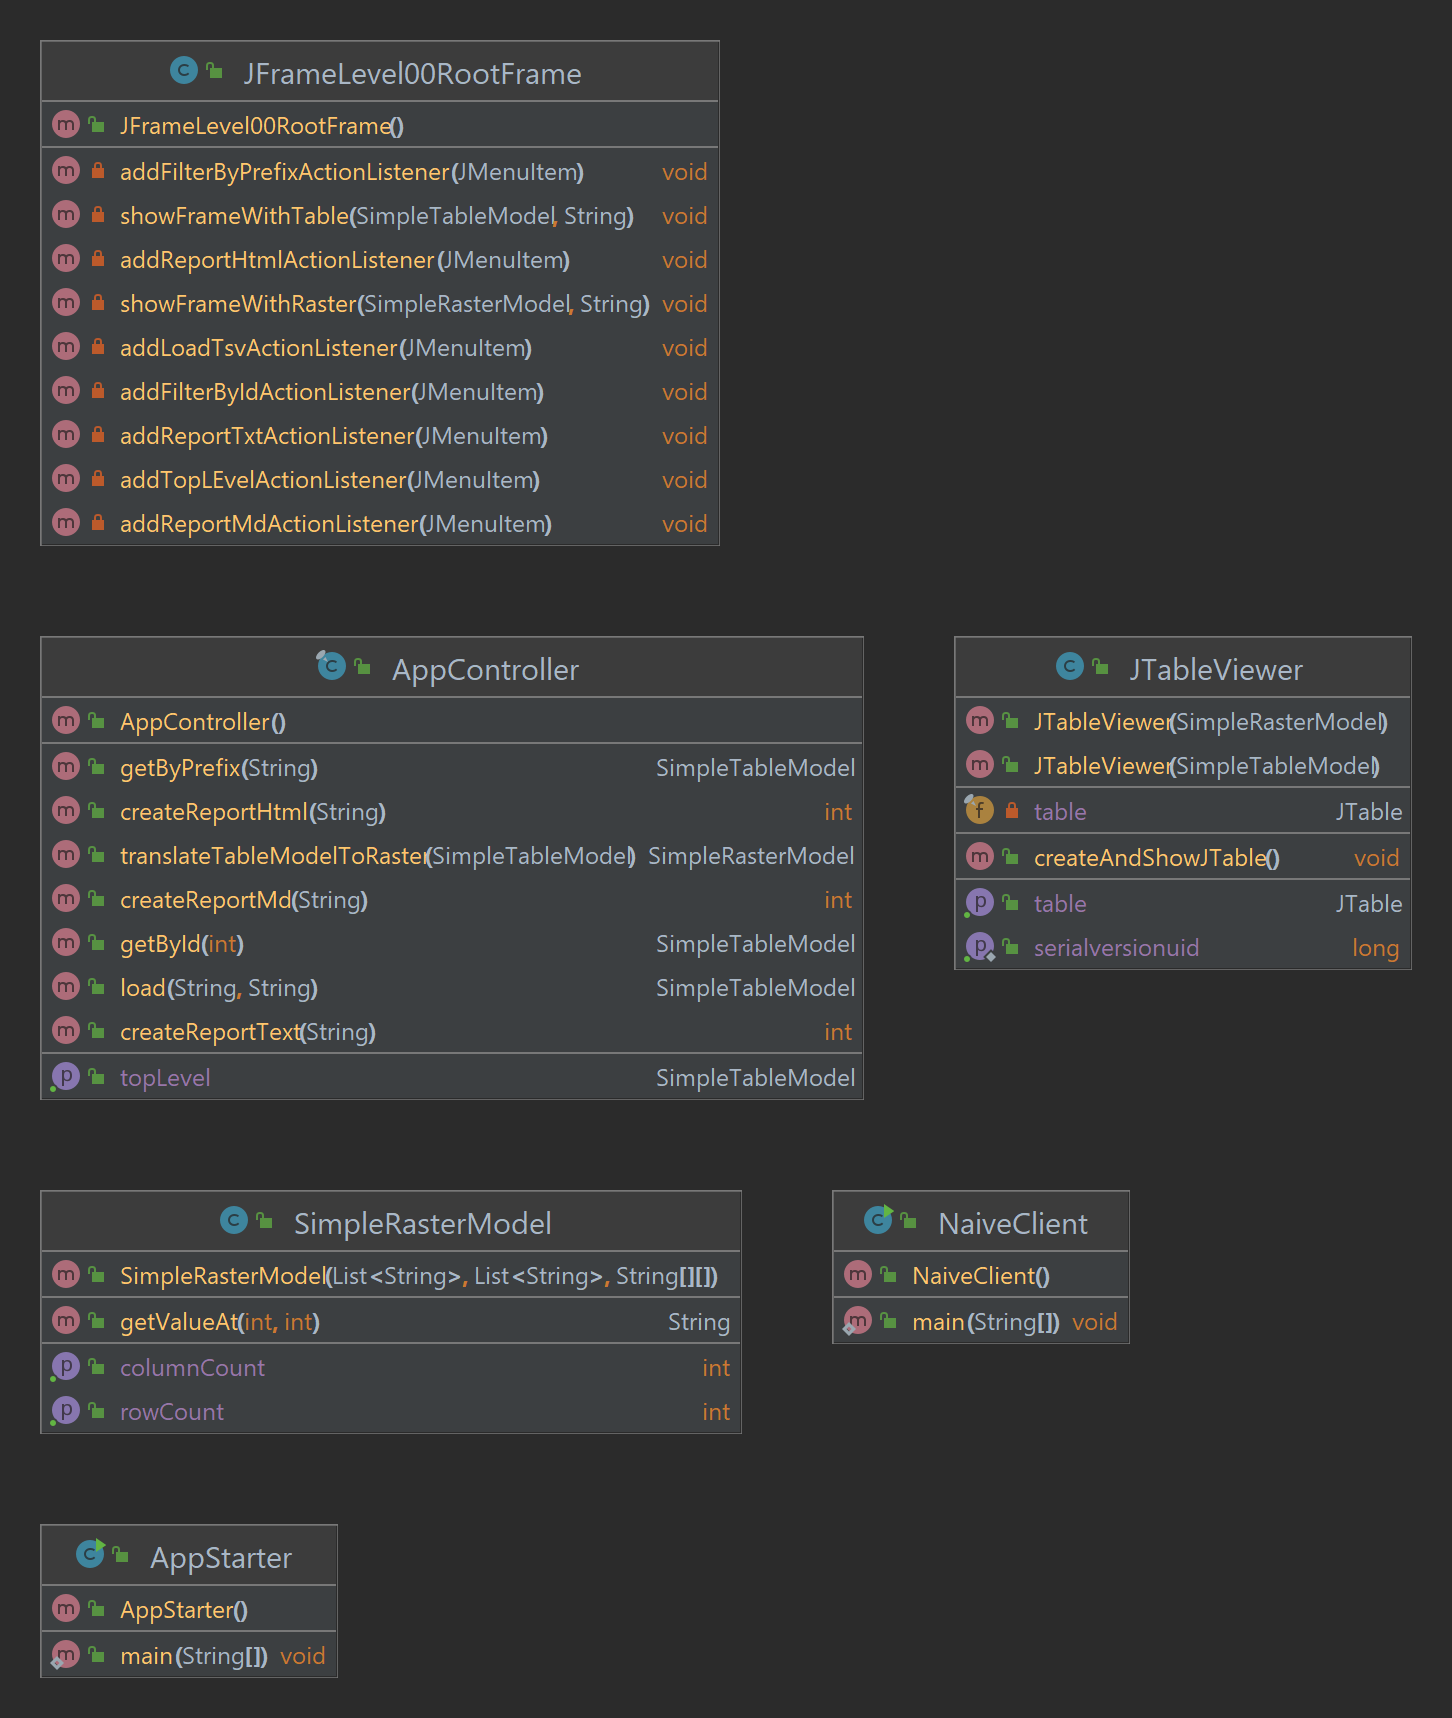 JFrameLevel00RootFrame
JFrameLevel00RootFrame()
addFilterByPrefixActionListener(JMenuItem) void
showFrameWithTable(SimpleTableModel, String) void
addReportHtmlActionListener(JMenuItem) void
showFrameWithRaster(SimpleRasterModel, String) void
addLoadTsvActionListener(JMenuItem) void
addFilterByIdActionListener(JMenuItem) void
addReportTxtActionListener(JMenuItem) void
addTopLEvelActionListener(JMenuItem) void
addReportMdActionListener(JMenuItem) void
AppController
AppController()
getByPrefix(String) SimpleTableModel
createReportHtml(String) int
translateTableModelToRaster(SimpleTableModel) SimpleRasterModel
createReportMd(String) int
getById(int) SimpleTableModel
load(String, String) SimpleTableModel
createReportText(String) int
topLevel SimpleTableModel
JTableViewer
JTableViewer(SimpleRasterModel)
JTableViewer(SimpleTableModel)
table JTable
createAndShowJTable() void
table JTable
serialversionuid long
SimpleRasterModel
SimpleRasterModel(List<String>, List<String>, String[][])
getValueAt(int, int) String
columnCount int
rowCount int
NaiveClient
NaiveClient()
main(String[]) void
AppStarter
AppStarter()
main(String[]) void